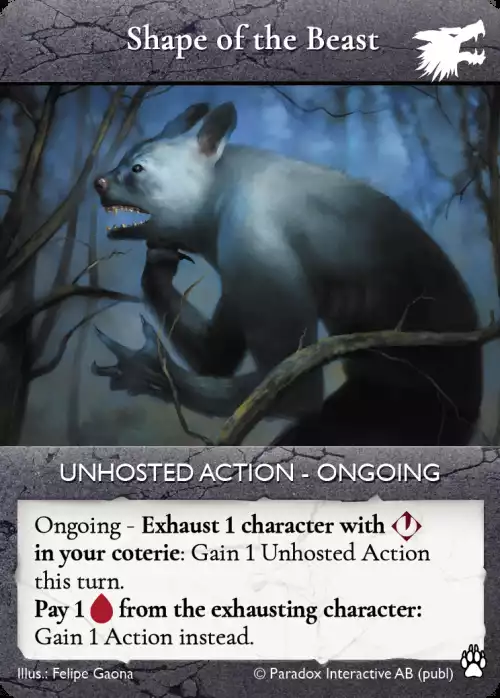 Shape of the Beast
UNHOSTED ACTION - ONGOING
Ongoing - Exhaust 1 character with
in your coterie: Gain 1 Unhosted Action
this turn.
Pay 1 from the exhausting character:
Gain 1 Action instead.
Illus.: Felipe Gaona © Paradox Interactive AB (publ)